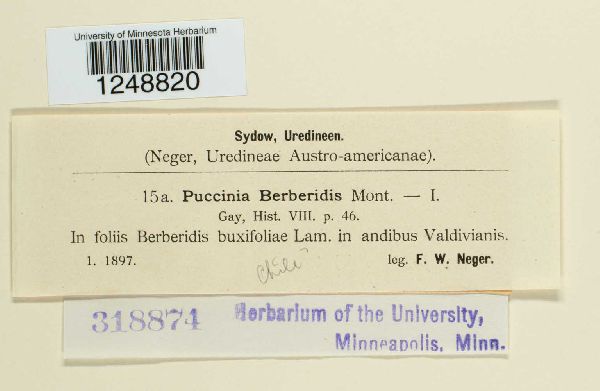 University of Minnesota Herbarium
1248820
Sydow, Uredineen.
(Neger, Uredineae Austro-americanae).
15a. Puccinia Berberidis Mont. — I.
Gay, Hist. VIII. p. 46.
In foliis Berberidis buxifoliae Lam. in andibus Valdivianis.
1. 1897.
leg. F. W. Neger.
Chile
318874
Herbarium of the University,
Minneapolis, Minn.